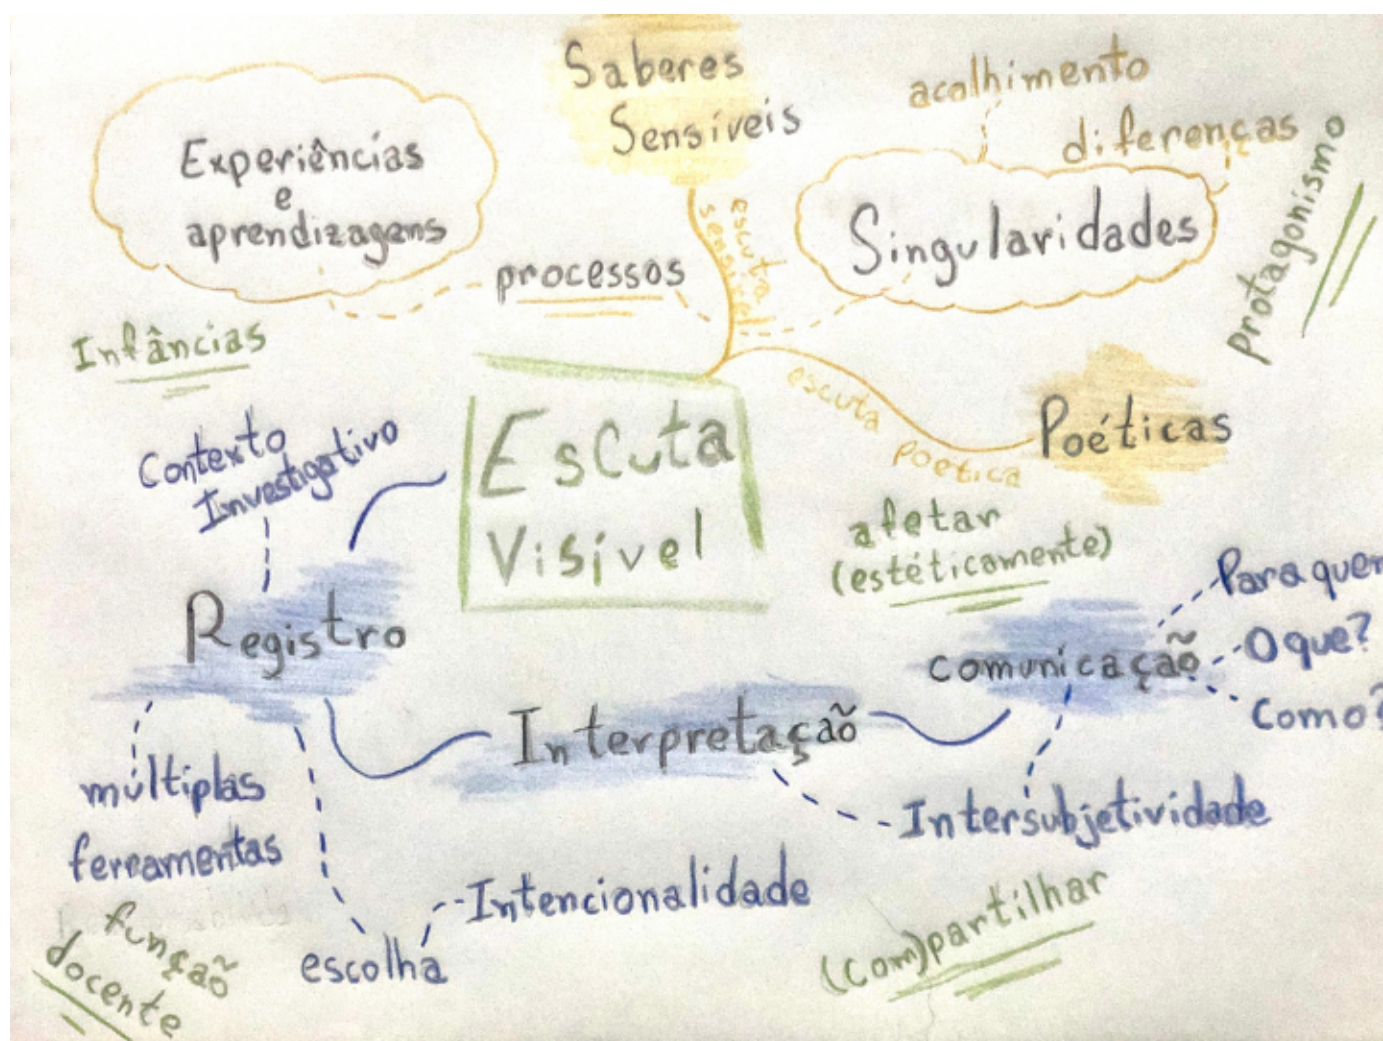 Saberes
Sensíveis
acolhimento
diferenças
protagonismo
Experiências
e
aprendizagens
processos
escuta
sensível
Singularidades
Infâncias
escuta
poética
Poéticas
Escuta
Visível
Contexto
Investigativo
afetar
(estéticamente)
Registro
Para quem
O que?
Como?
comunicação
Interpretação
múltiplas
ferramentas
Intersubjetividade
Intencionalidade
escolha
função
docente
(com)partilhar